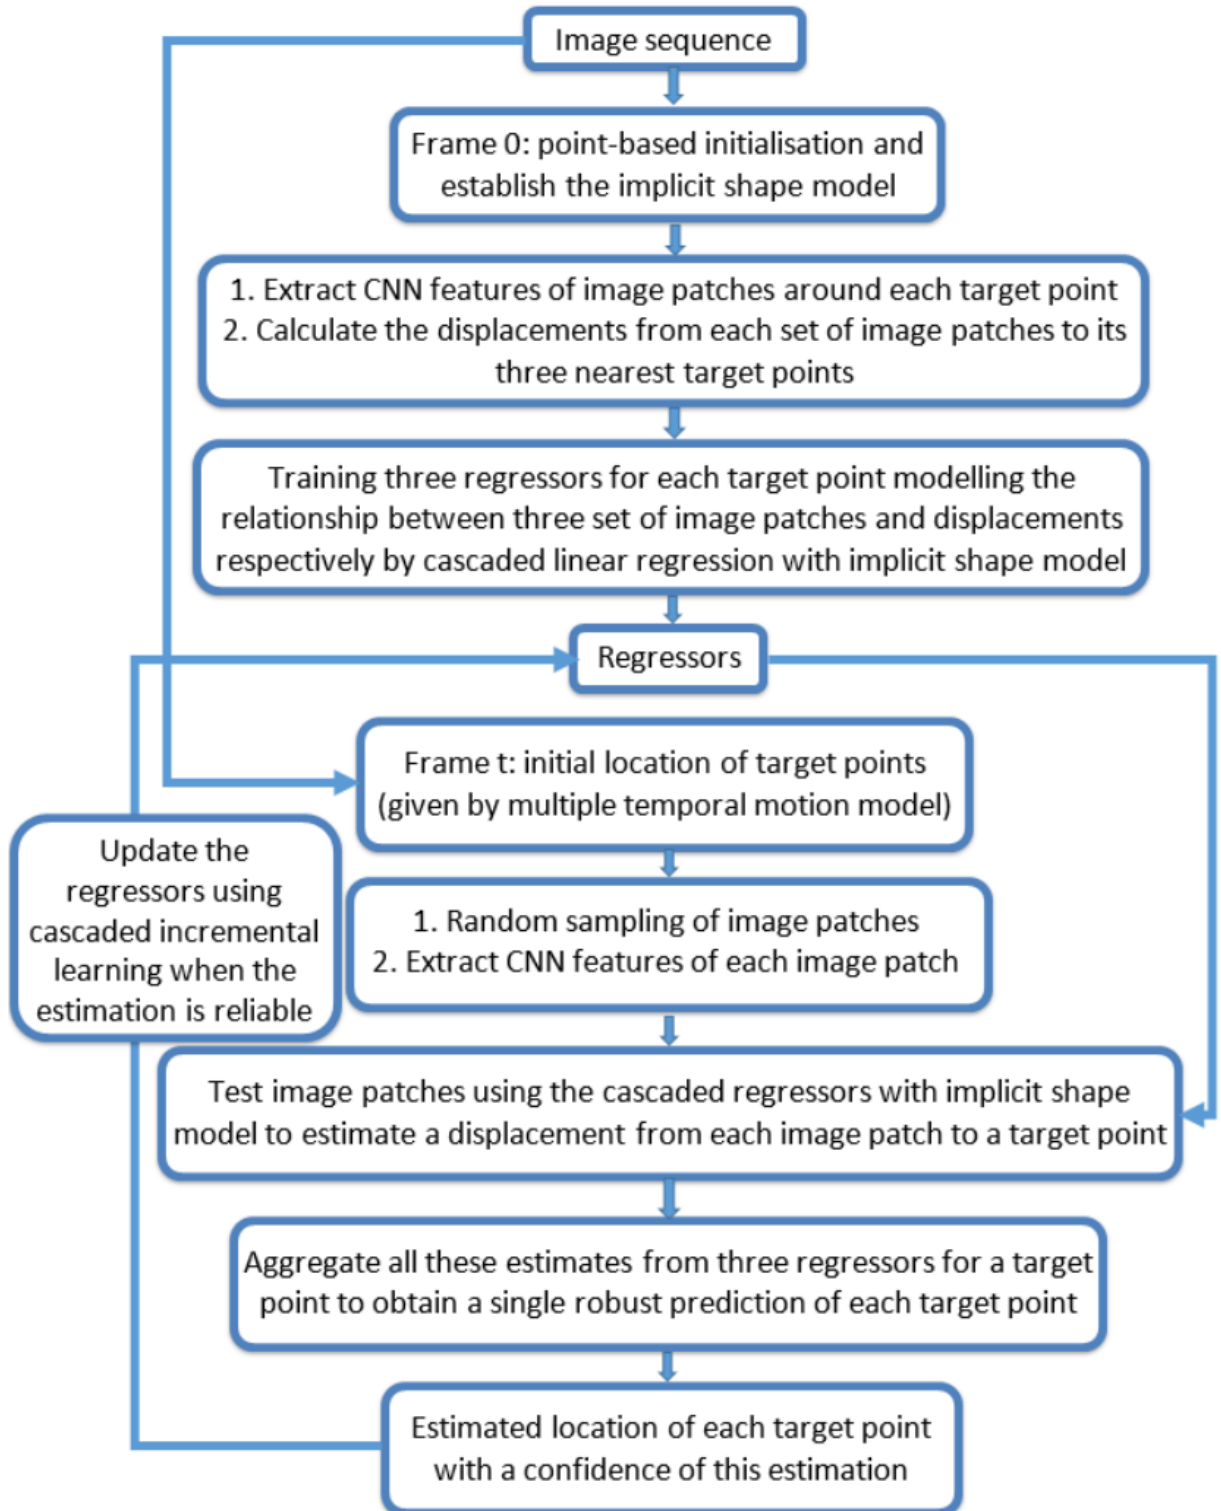 Image sequence
Frame 0: point-based initialisation and
establish the implicit shape model
1. Extract CNN features of image patches around each target point
2. Calculate the displacements from each set of image patches to its
three nearest target points
Training three regressors for each target point modelling the
relationship between three set of image patches and displacements
respectively by cascaded linear regression with implicit shape model
Regressors
Frame t: initial location of target points
(given by multiple temporal motion model)
Update the
regressors using
cascaded incremental
learning when the
estimation is reliable
1. Random sampling of image patches
2. Extract CNN features of each image patch
Test image patches using the cascaded regressors with implicit shape
model to estimate a displacement from each image patch to a target point
Aggregate all these estimates from three regressors for a target
point to obtain a single robust prediction of each target point
Estimated location of each target point
with a confidence of this estimation